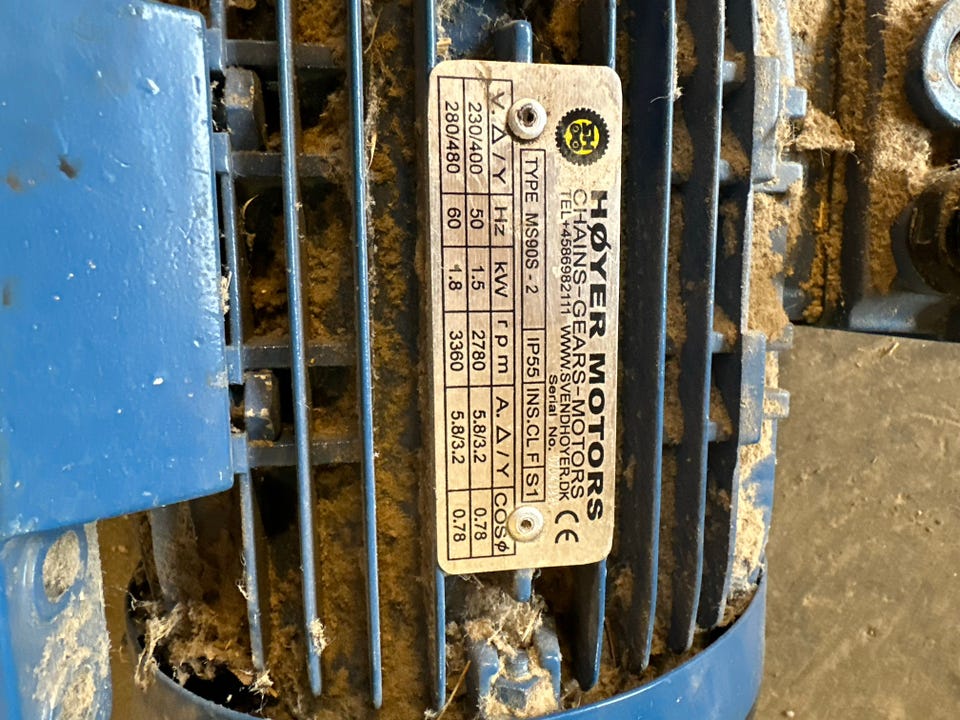 HØYER MOTORS
CHAINS-GEARS-MOTORS
TEL+4586982111 WWW.SVENDHOYER.DK
Serial No.
CE
TYPE MS90S - 2 IP55 INS.CL F S1
V. Δ / Y Hz kW r p m A. Δ / Y COSφ
230/400 50 1.5 2780 5.8/3.2 0.78
280/480 60 1.8 3360 5.8/3.2 0.78